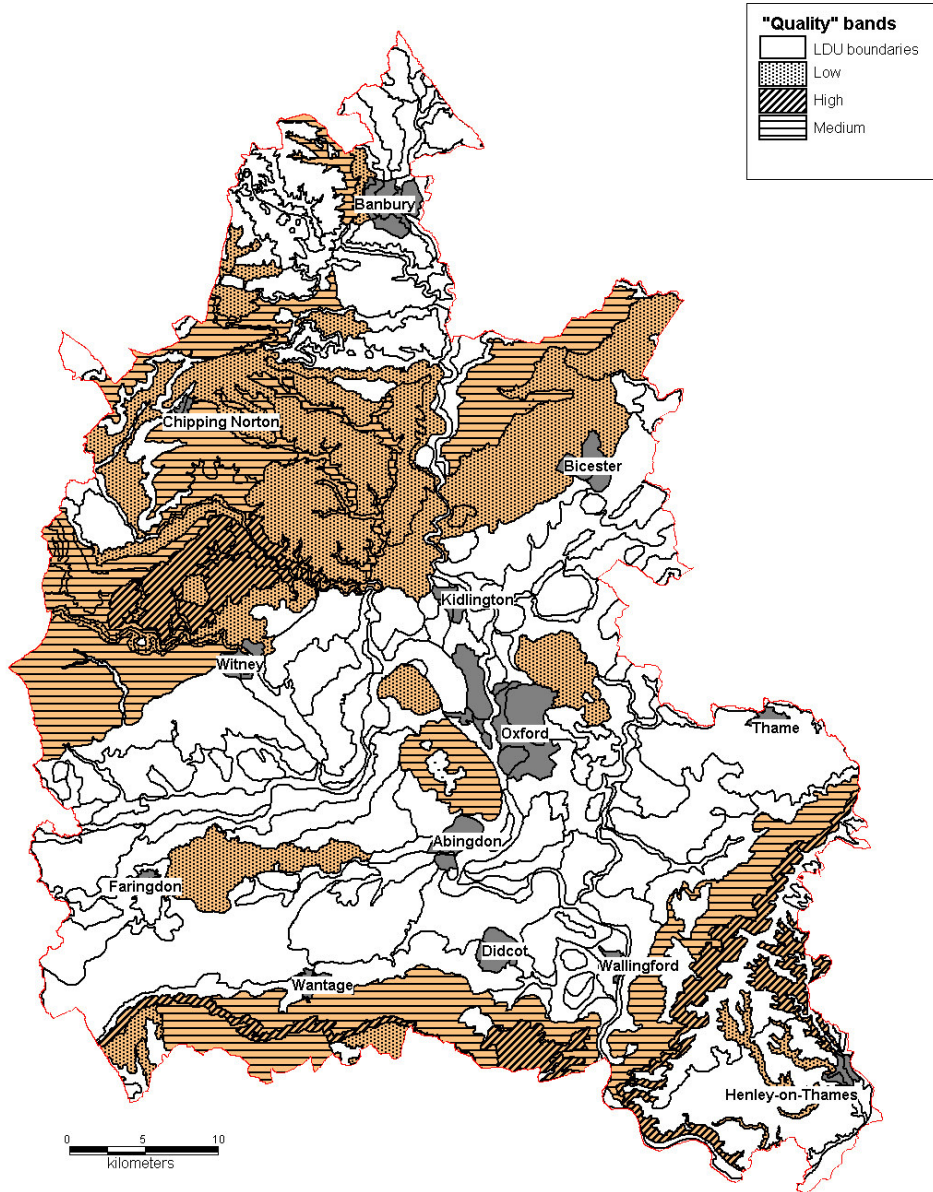 "Quality" bands
LDU boundaries
Low
High
Medium
Banbury
Chipping Norton
Bicester
Kidlington
Witney
Oxford
Thame
Abingdon
Faringdon
Didcot
Wallingford
Wantage
Henley-on-Thames
0 5 10
kilometers